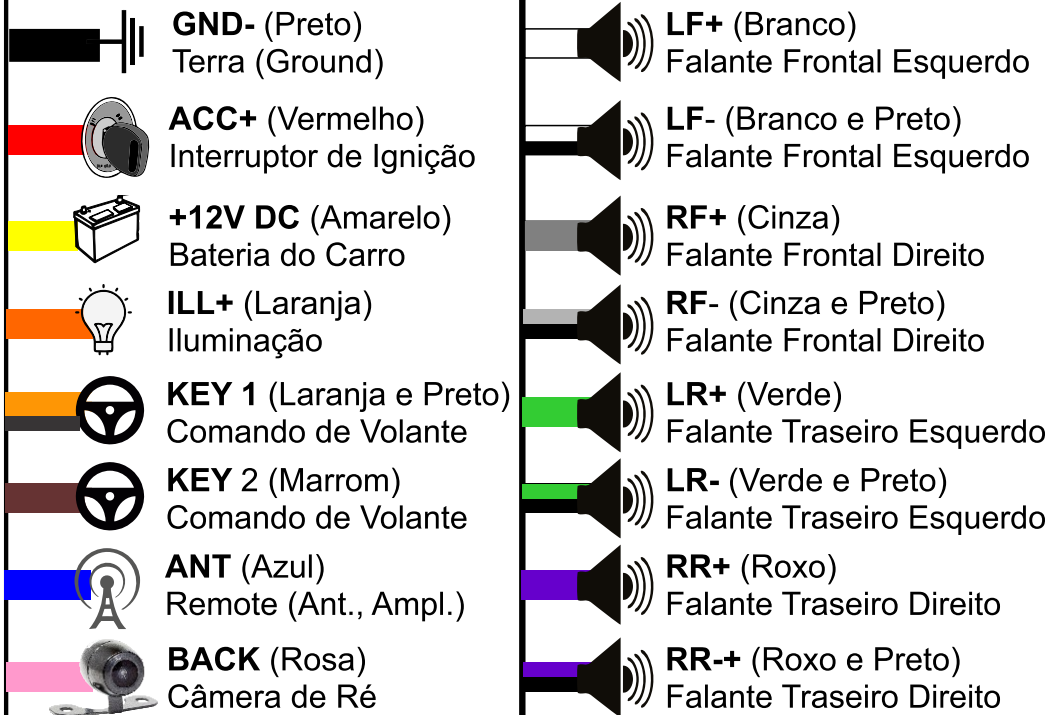 GND- (Preto)
Terra (Ground)
ACC+ (Vermelho)
Interruptor de Ignição
+12V DC (Amarelo)
Bateria do Carro
ILL+ (Laranja)
Iluminação
KEY 1 (Laranja e Preto)
Comando de Volante
KEY 2 (Marrom)
Comando de Volante
ANT (Azul)
Remote (Ant., Ampl.)
BACK (Rosa)
Câmera de Ré
LF+ (Branco)
Falante Frontal Esquerdo
LF- (Branco e Preto)
Falante Frontal Esquerdo
RF+ (Cinza)
Falante Frontal Direito
RF- (Cinza e Preto)
Falante Frontal Direito
LR+ (Verde)
Falante Traseiro Esquerdo
LR- (Verde e Preto)
Falante Traseiro Esquerdo
RR+ (Roxo)
Falante Traseiro Direito
RR-+ (Roxo e Preto)
Falante Traseiro Direito